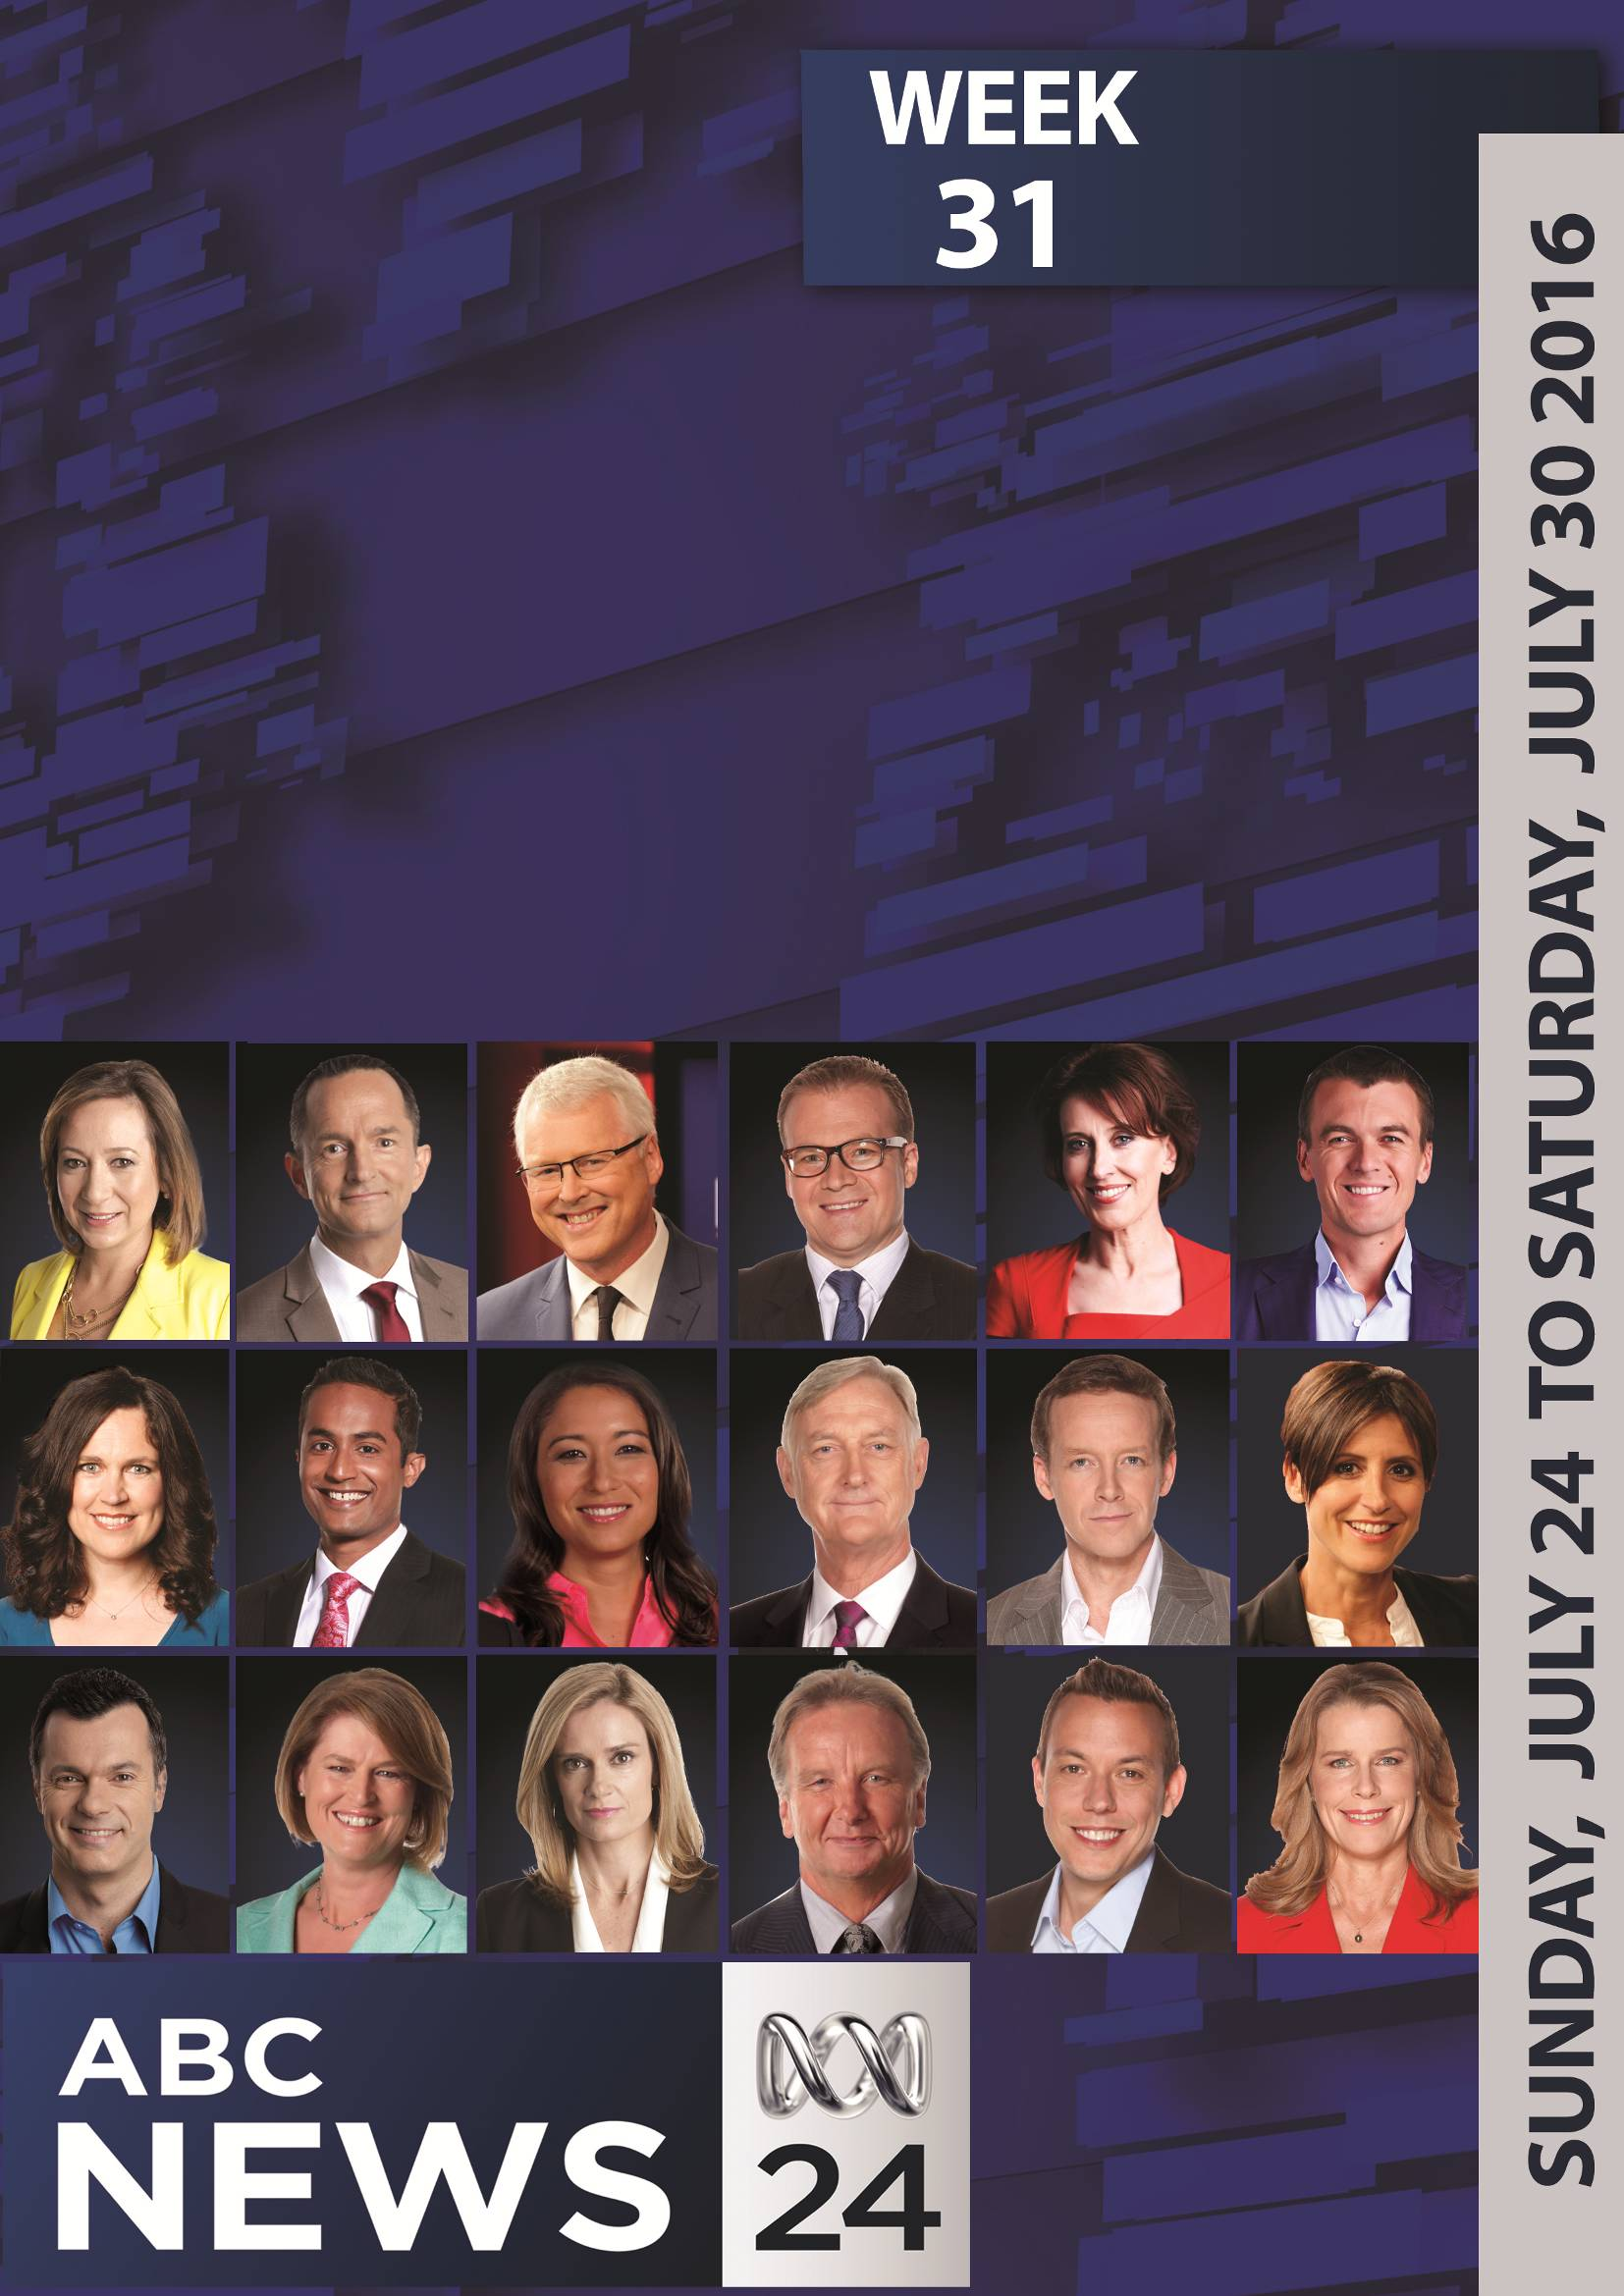 WEEK
31
SUNDAY, JULY 24 TO SATURDAY, JULY 30 2016
ABC
NEWS
24